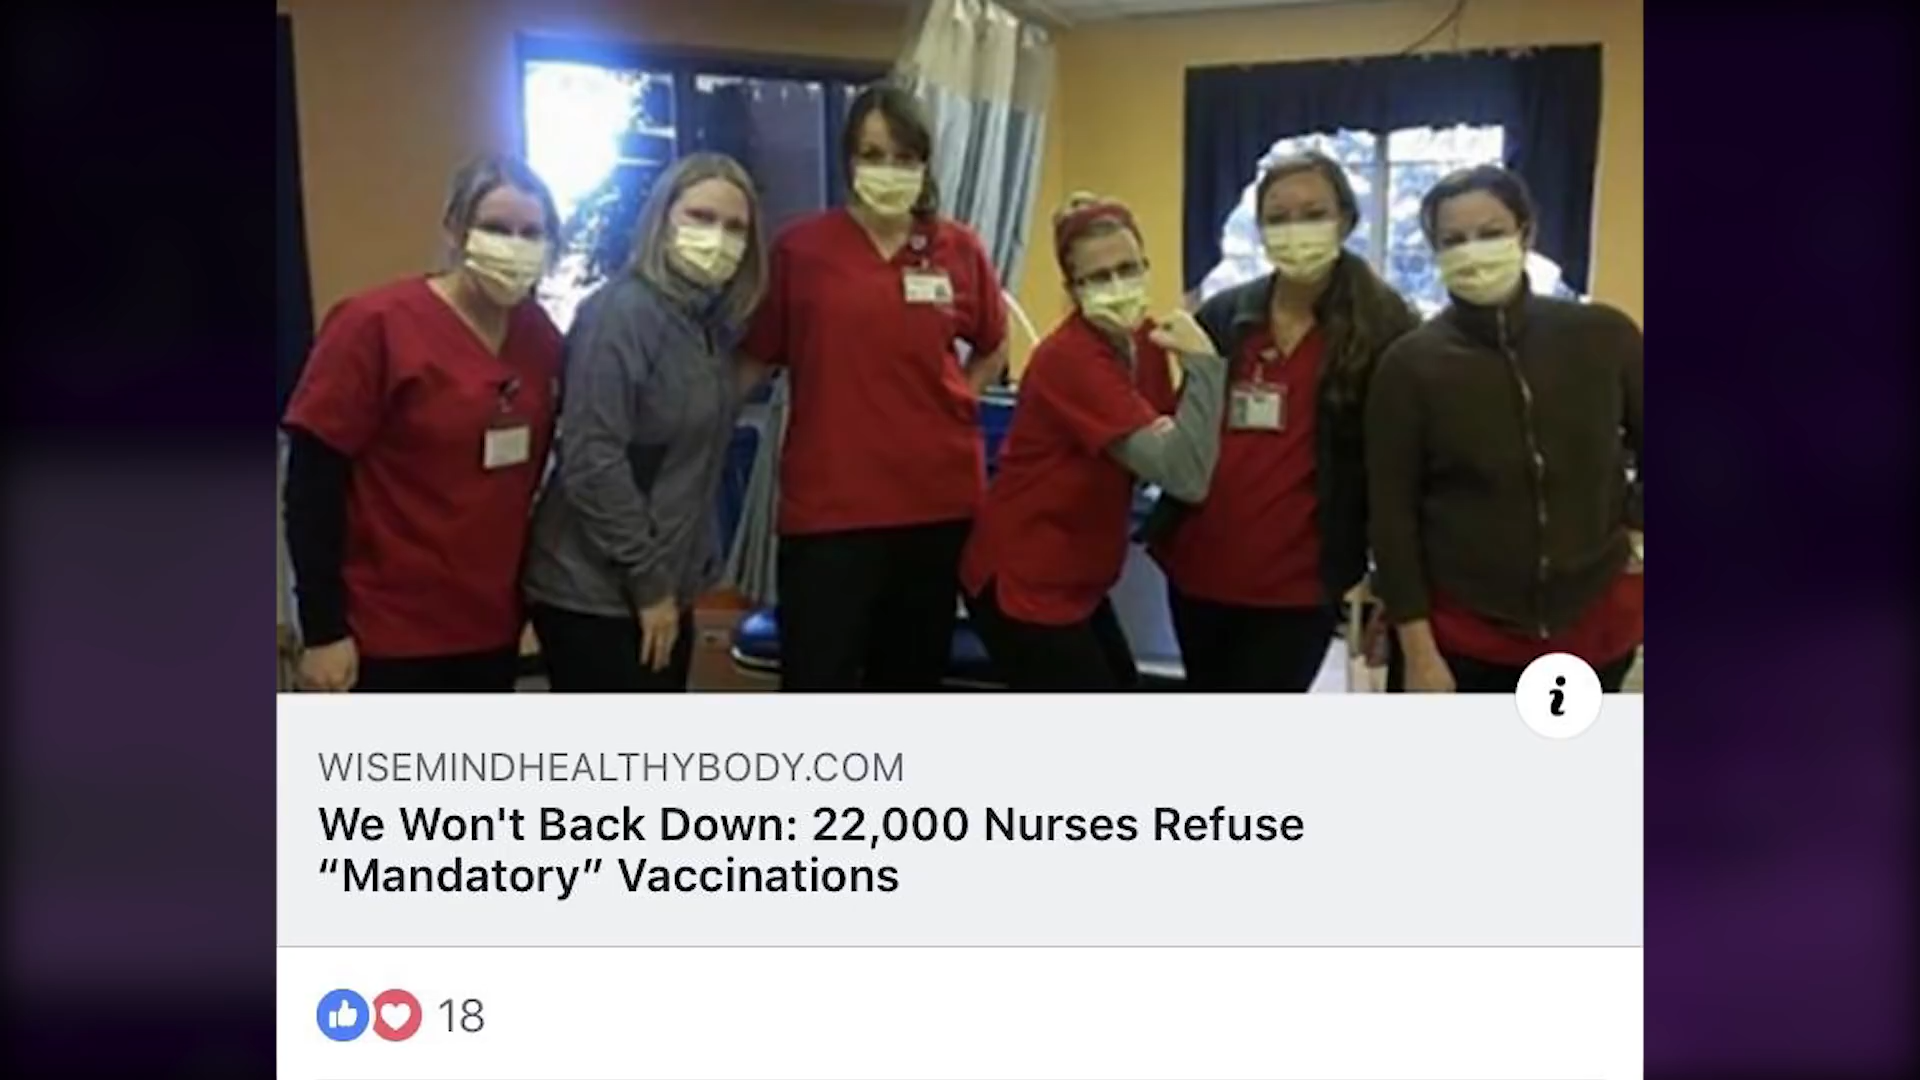 WISEMINDHEALTHYBODY.COM
We Won't Back Down: 22,000 Nurses Refuse
“Mandatory” Vaccinations
18